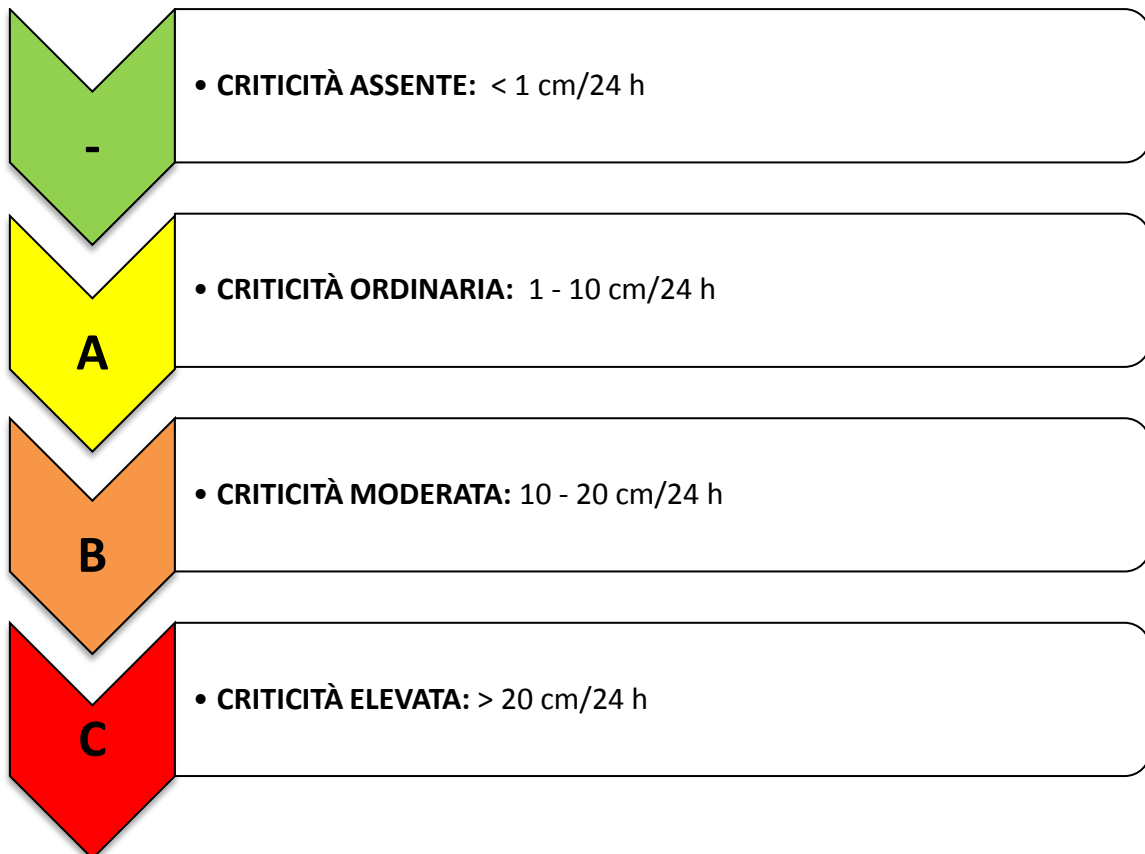 -
• CRITICITÀ ASSENTE: < 1 cm/24 h
A
• CRITICITÀ ORDINARIA: 1 - 10 cm/24 h
B
• CRITICITÀ MODERATA: 10 - 20 cm/24 h
C
• CRITICITÀ ELEVATA: > 20 cm/24 h